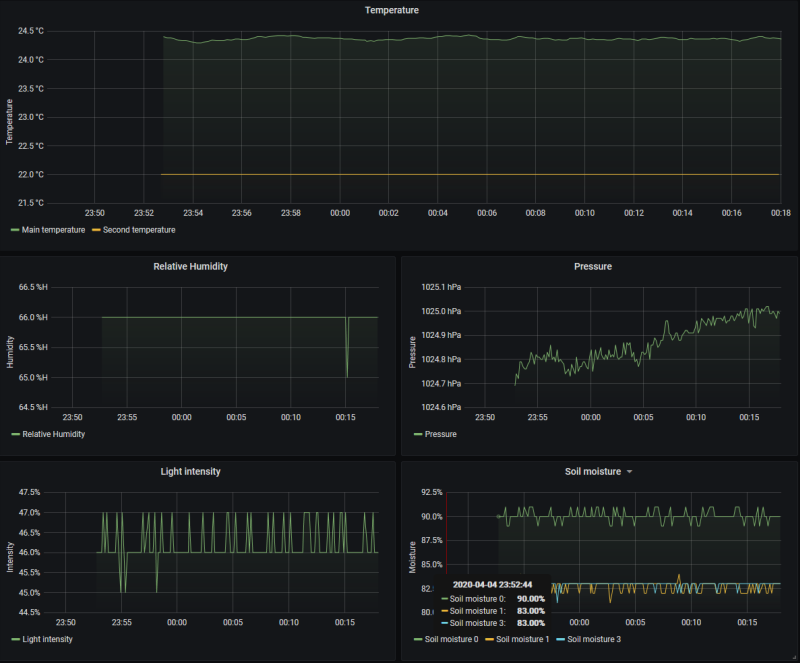 Temperature
24.5 °C
24.0 °C
23.5 °C
23.0 °C
22.5 °C
22.0 °C
21.5 °C
Temperature
23:50 23:52 23:54 23:56 23:58 00:00 00:02 00:04 00:06 00:08 00:10 00:12 00:14 00:16 00:18
Main temperature Second temperature
Relative Humidity
66.5 %H
66.0 %H
65.5 %H
65.0 %H
64.5 %H
Humidity
23:50 23:55 00:00 00:05 00:10 00:15
Relative Humidity
Pressure
1025.1 hPa
1025.0 hPa
1024.9 hPa
1024.8 hPa
1024.7 hPa
1024.6 hPa
Pressure
23:50 23:55 00:00 00:05 00:10 00:15
Pressure
Light intensity
47.5%
47.0%
46.5%
46.0%
45.5%
45.0%
44.5%
Intensity
23:50 23:55 00:00 00:05 00:10 00:15
Light intensity
Soil moisture
92.5%
90.0%
87.5%
85.0%
82.
80.
Moisture
2020-04-04 23:52:44
Soil moisture 0: 90.00%
Soil moisture 1: 83.00%
Soil moisture 3: 83.00%
00:00 00:05 00:10 00:15
Soil moisture 0 Soil moisture 1 Soil moisture 3